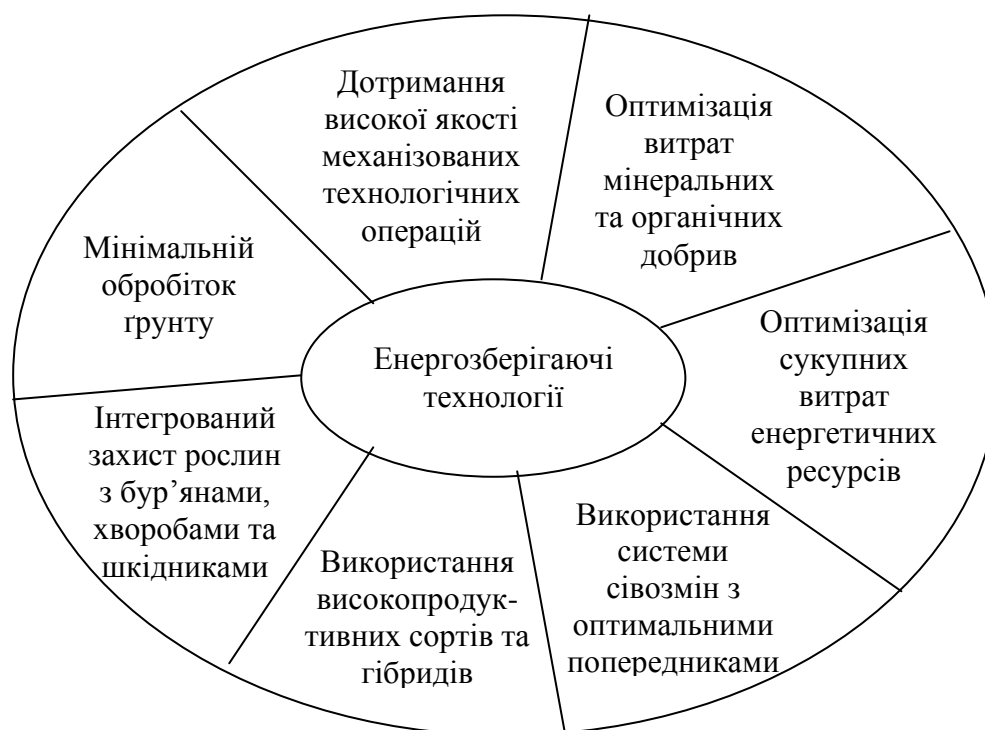 Дотримання
високої якості
механізованих
технологічних
операцій
Оптимізація
витрат
мінеральних
та органічних
добрив
Мінімальній
обробіток
ґрунту
Енергозберігаючі
технології
Оптимізація
сукупних
витрат
енергетичних
ресурсів
Інтегрований
захист рослин
з бур’янами,
хворобами та
шкідниками
Використання
високопродук-
тивних сортів та
гібридів
Використання
системи
сівозмін з
оптимальними
попередниками